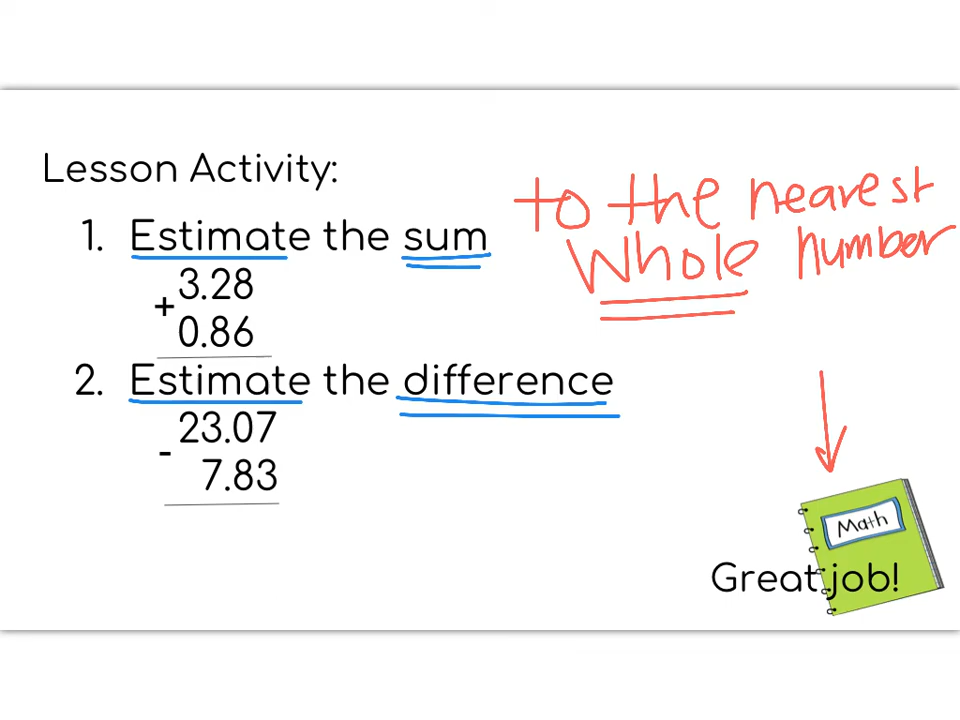 Lesson Activity:
to the nearest
whole number
1. Estimate the sum
3.28
+
0.86
2. Estimate the difference
23.07
-
7.83
Math
Great job!